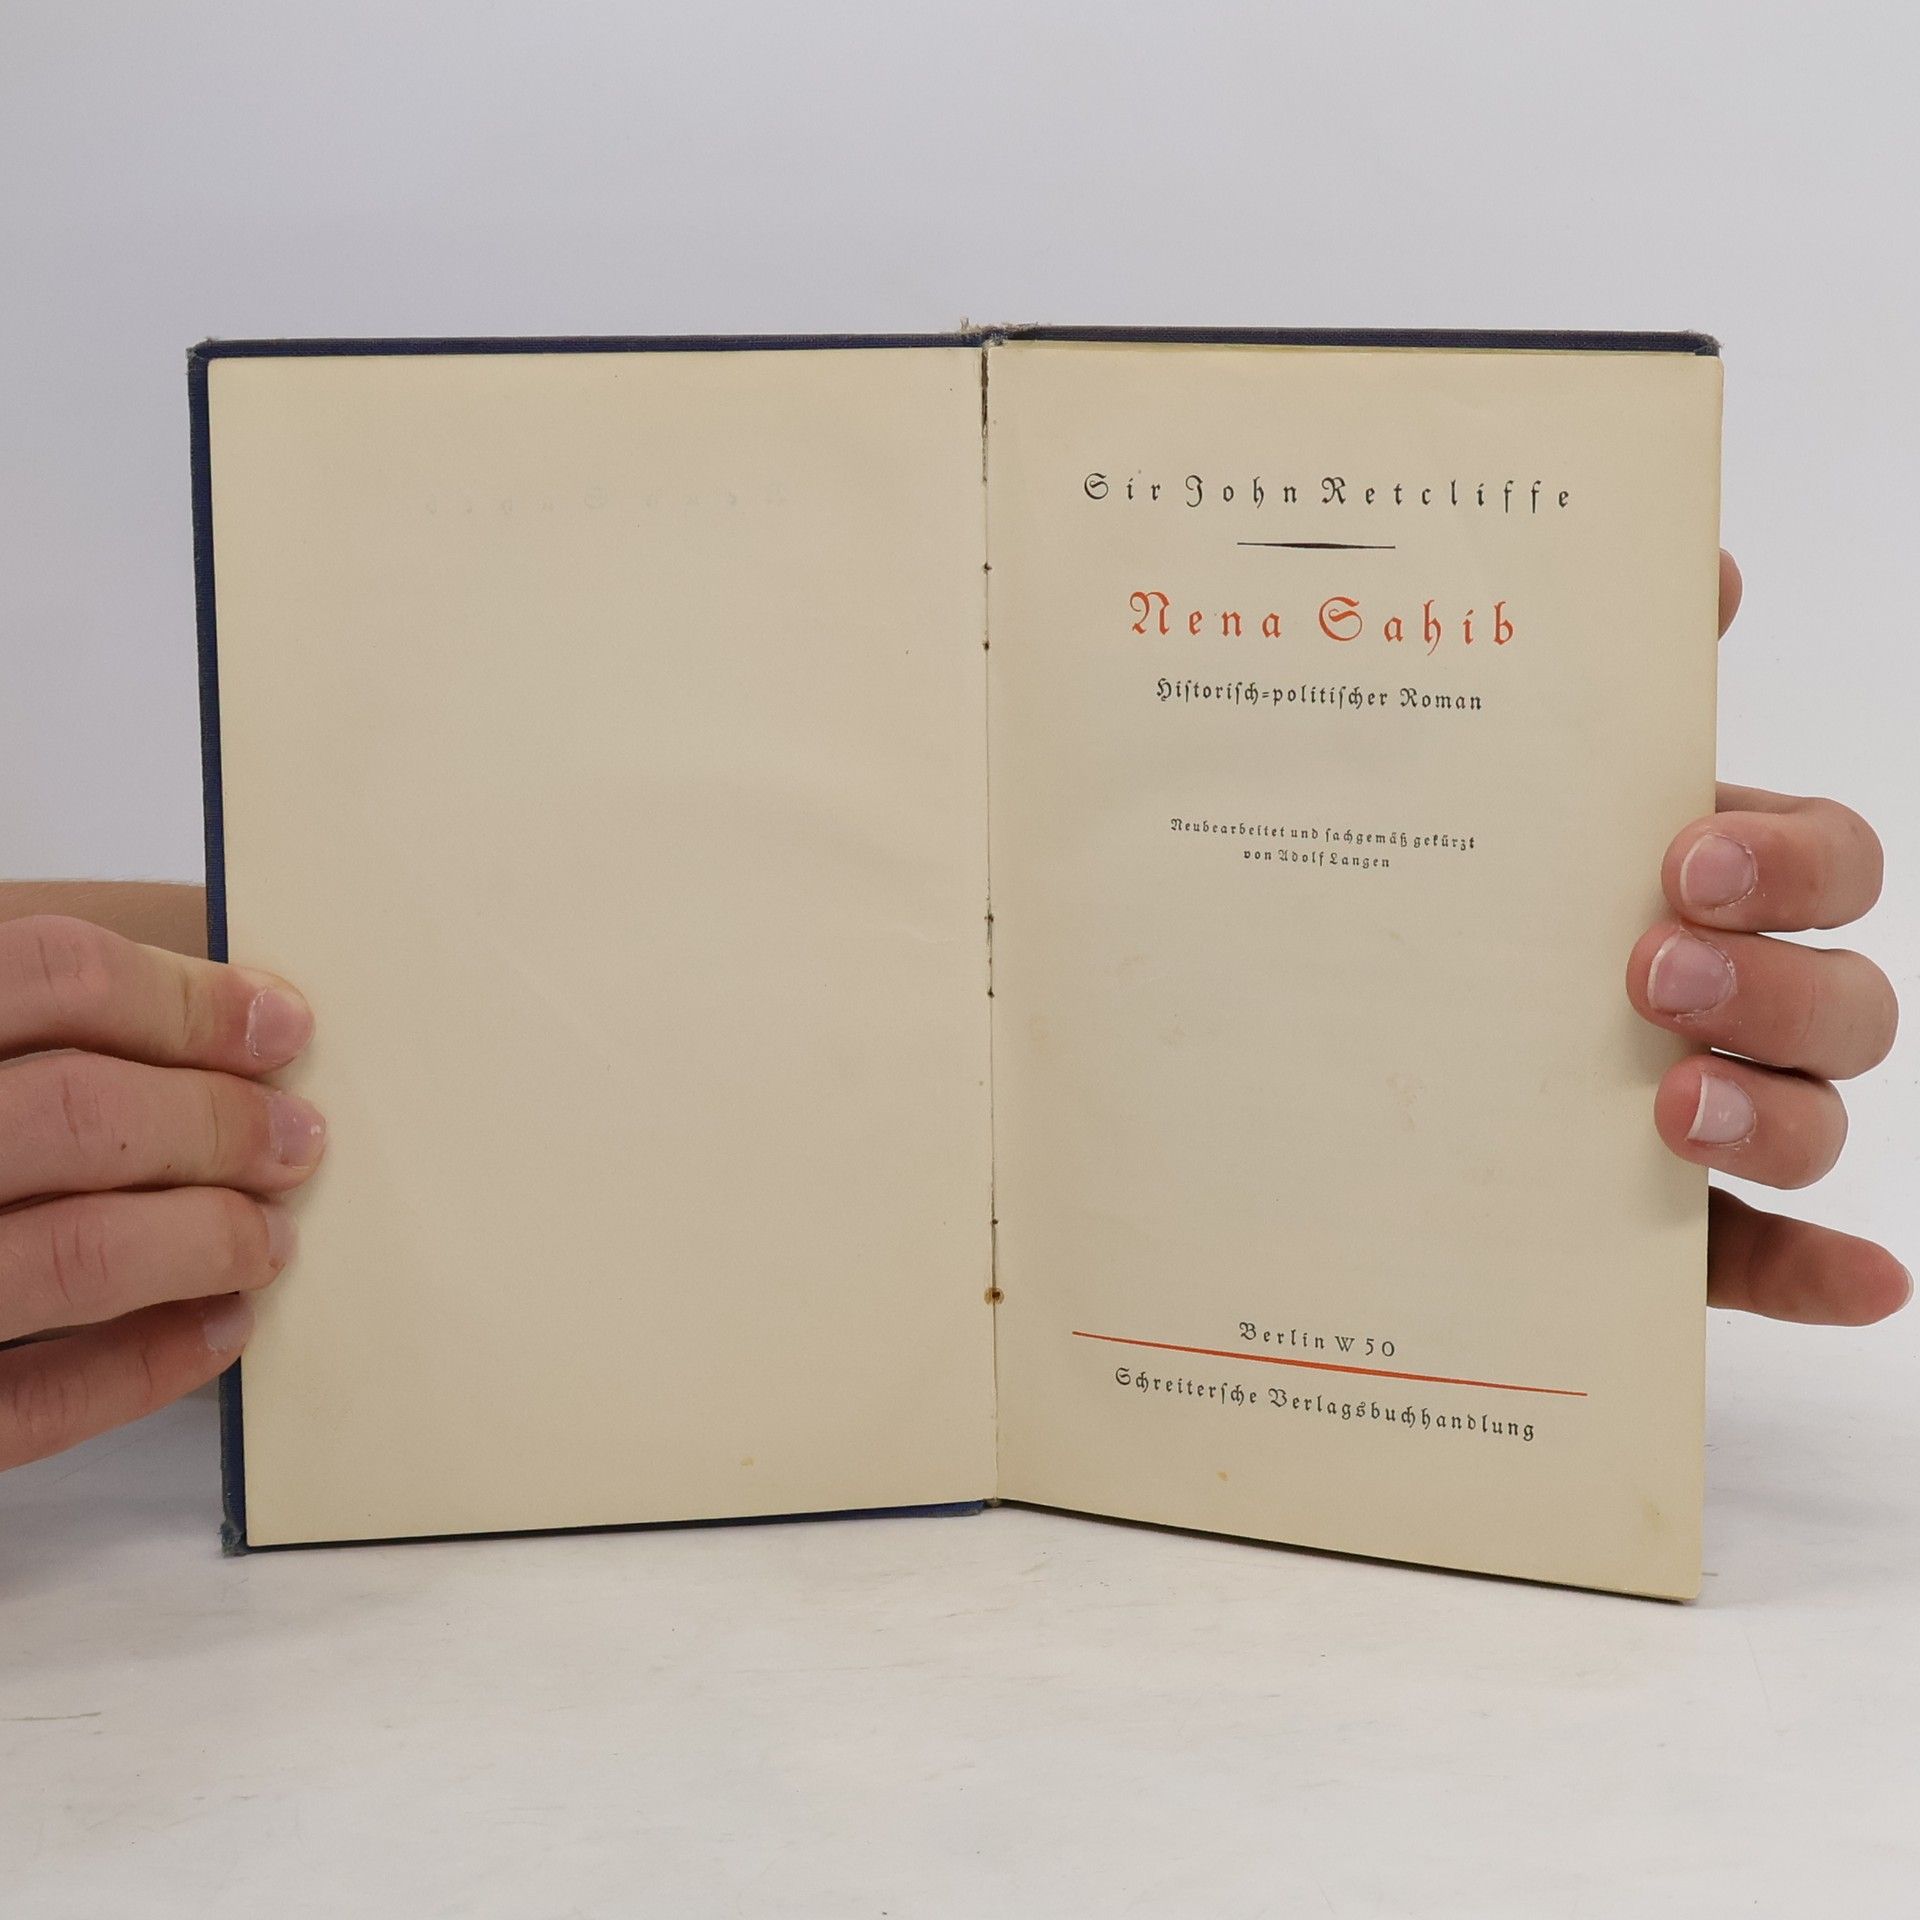 Sir John Retcliffe
Nena Sahib
Hiſtoriſch=politiſcher Roman
Neubearbeitet und ſachgemäß gekürzt
von Adolf Langen
Berlin W 50
Schreiterſche Verlagsbuchhandlung